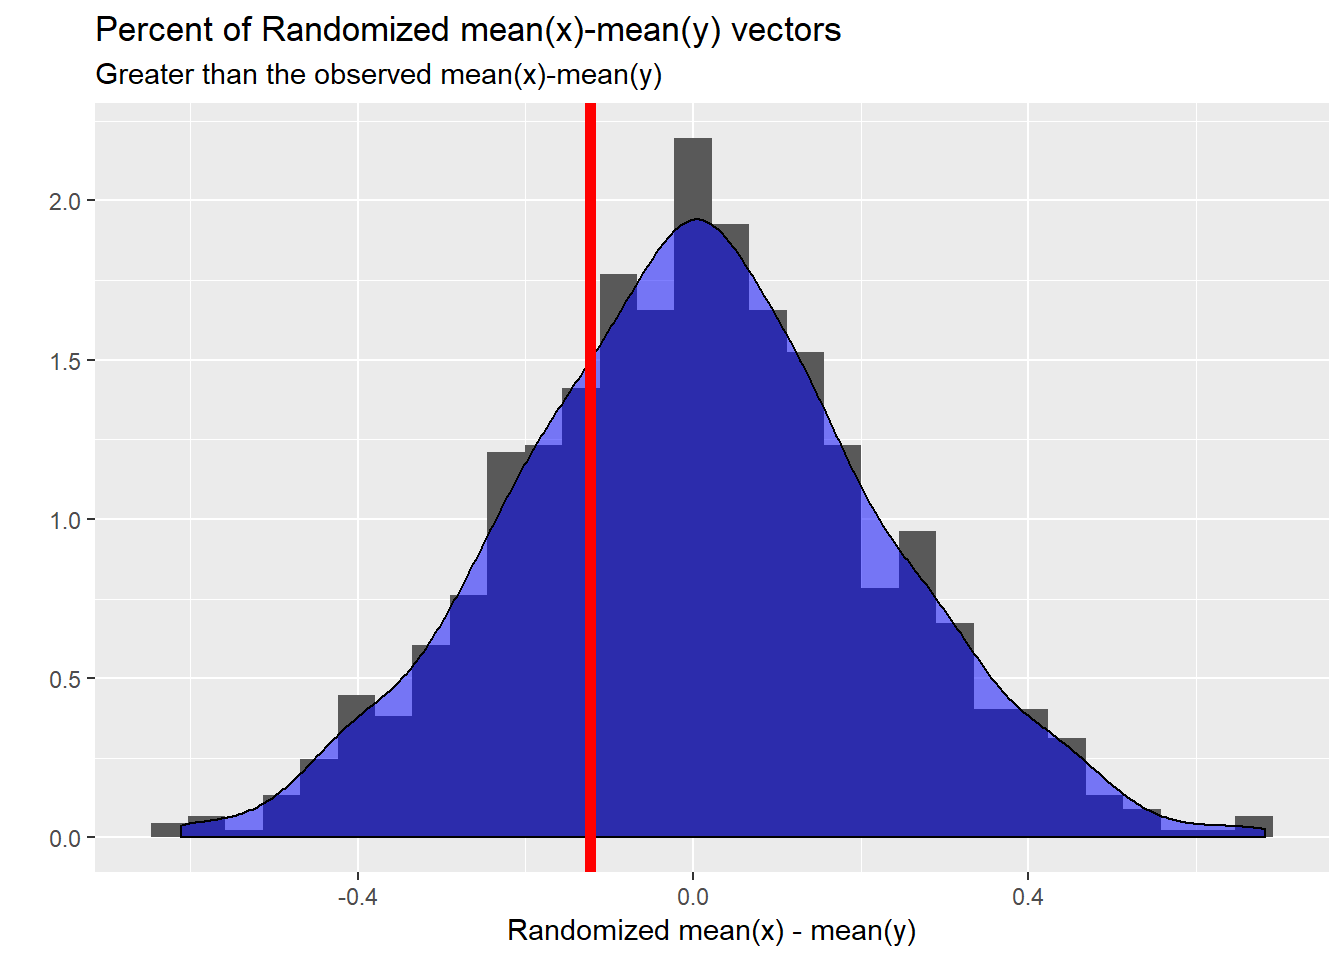 Percent of Randomized mean(x)-mean(y) vectors
Greater than the observed mean(x)-mean(y)
2.0
1.5
1.0
0.5
0.0
-0.4 0.0 0.4
Randomized mean(x) - mean(y)